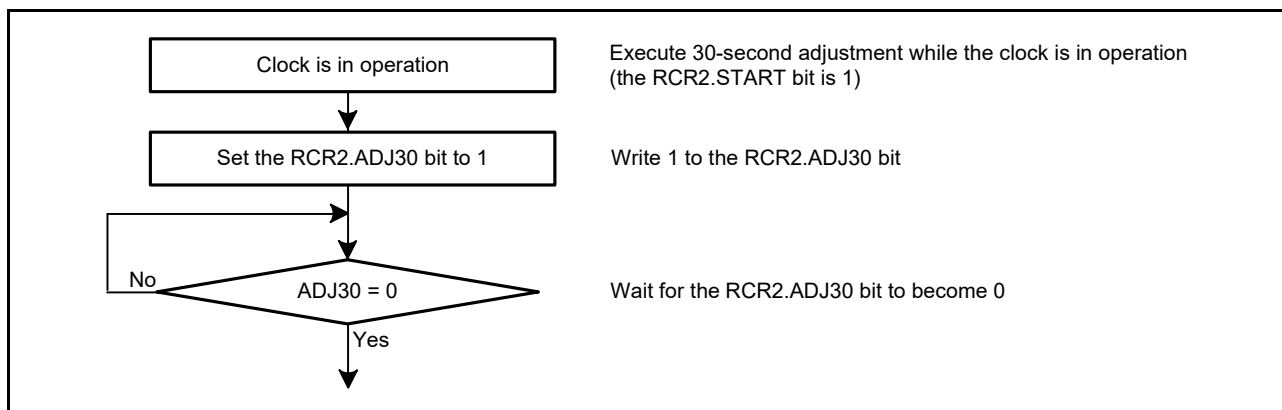 Clock is in operation
Execute 30-second adjustment while the clock is in operation
(the RCR2.START bit is 1)
Set the RCR2.ADJ30 bit to 1
Write 1 to the RCR2.ADJ30 bit
No
ADJ30 = 0
Wait for the RCR2.ADJ30 bit to become 0
Yes